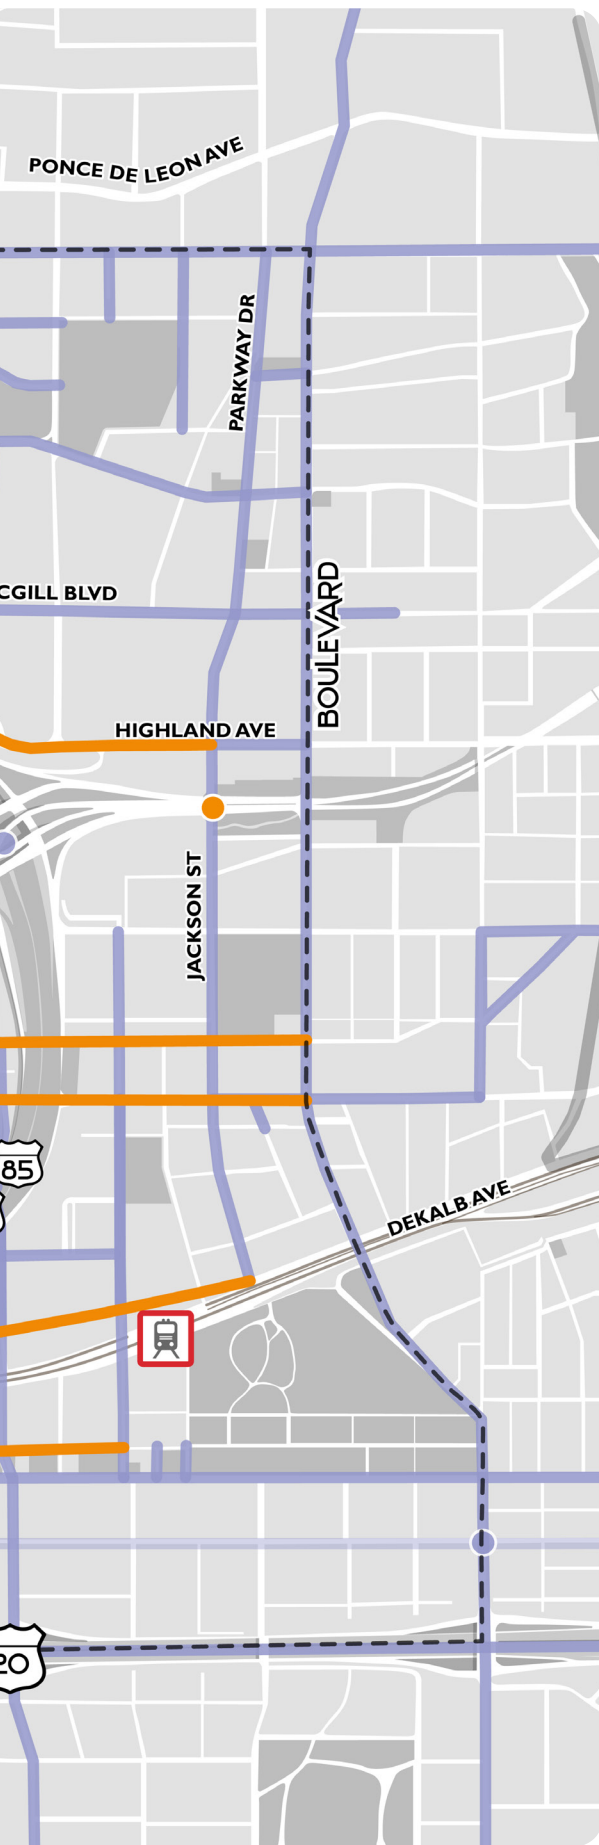 PONCE DE LEON AVE
PARKWAY DR
CGILL BLVD
BOULEVARD
HIGHLAND AVE
JACKSON ST
85
DEKALB AVE
20